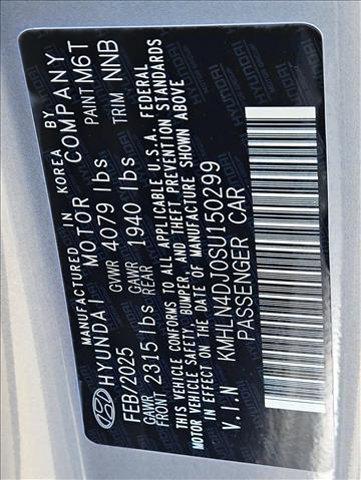 MANUFACTURED IN KOREA BY
HYUNDAI MOTOR COMPANY
FEB/2025 GVWR 4079 lbs PAINT M6T
GAWR FRONT 2315 lbs GAWR REAR 1940 lbs TRIM NNB
THIS VEHICLE CONFORMS TO ALL APPLICABLE U.S.A. FEDERAL
MOTOR VEHICLE SAFETY, BUMPER, AND THEFT PREVENTION STANDARDS
IN EFFECT ON THE DATE OF MANUFACTURE SHOWN ABOVE
V.I.N KMHLN4DJ0SU150299
PASSENGER CAR